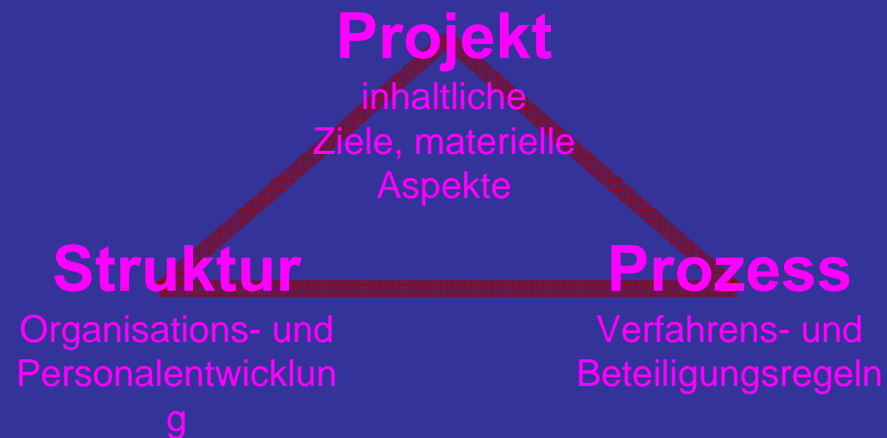 Projekt
inhaltliche
Ziele, materielle
Aspekte
Struktur
Organisations- und
Personalentwicklun
g
Prozess
Verfahrens- und
Beteiligungsregeln